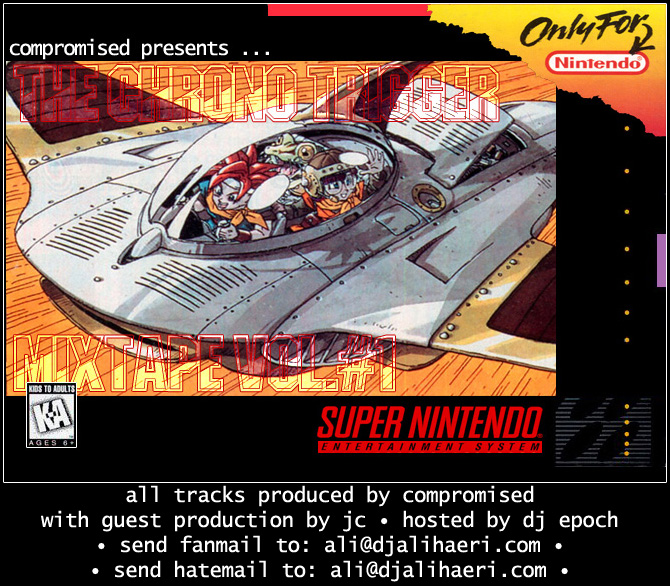 Only For
Nintendo
compromised presents ...
THE CHRONO TRIGGER
MIXTAPE VOL.#1
KIDS TO ADULTS
KA
AGES 6+
SUPER NINTENDO
ENTERTAINMENT SYSTEM
all tracks produced by compromised
with guest production by jc • hosted by dj epoch
• send fanmail to: ali@djalihaeri.com •
• send hatemail to: ali@djalihaeri.com •